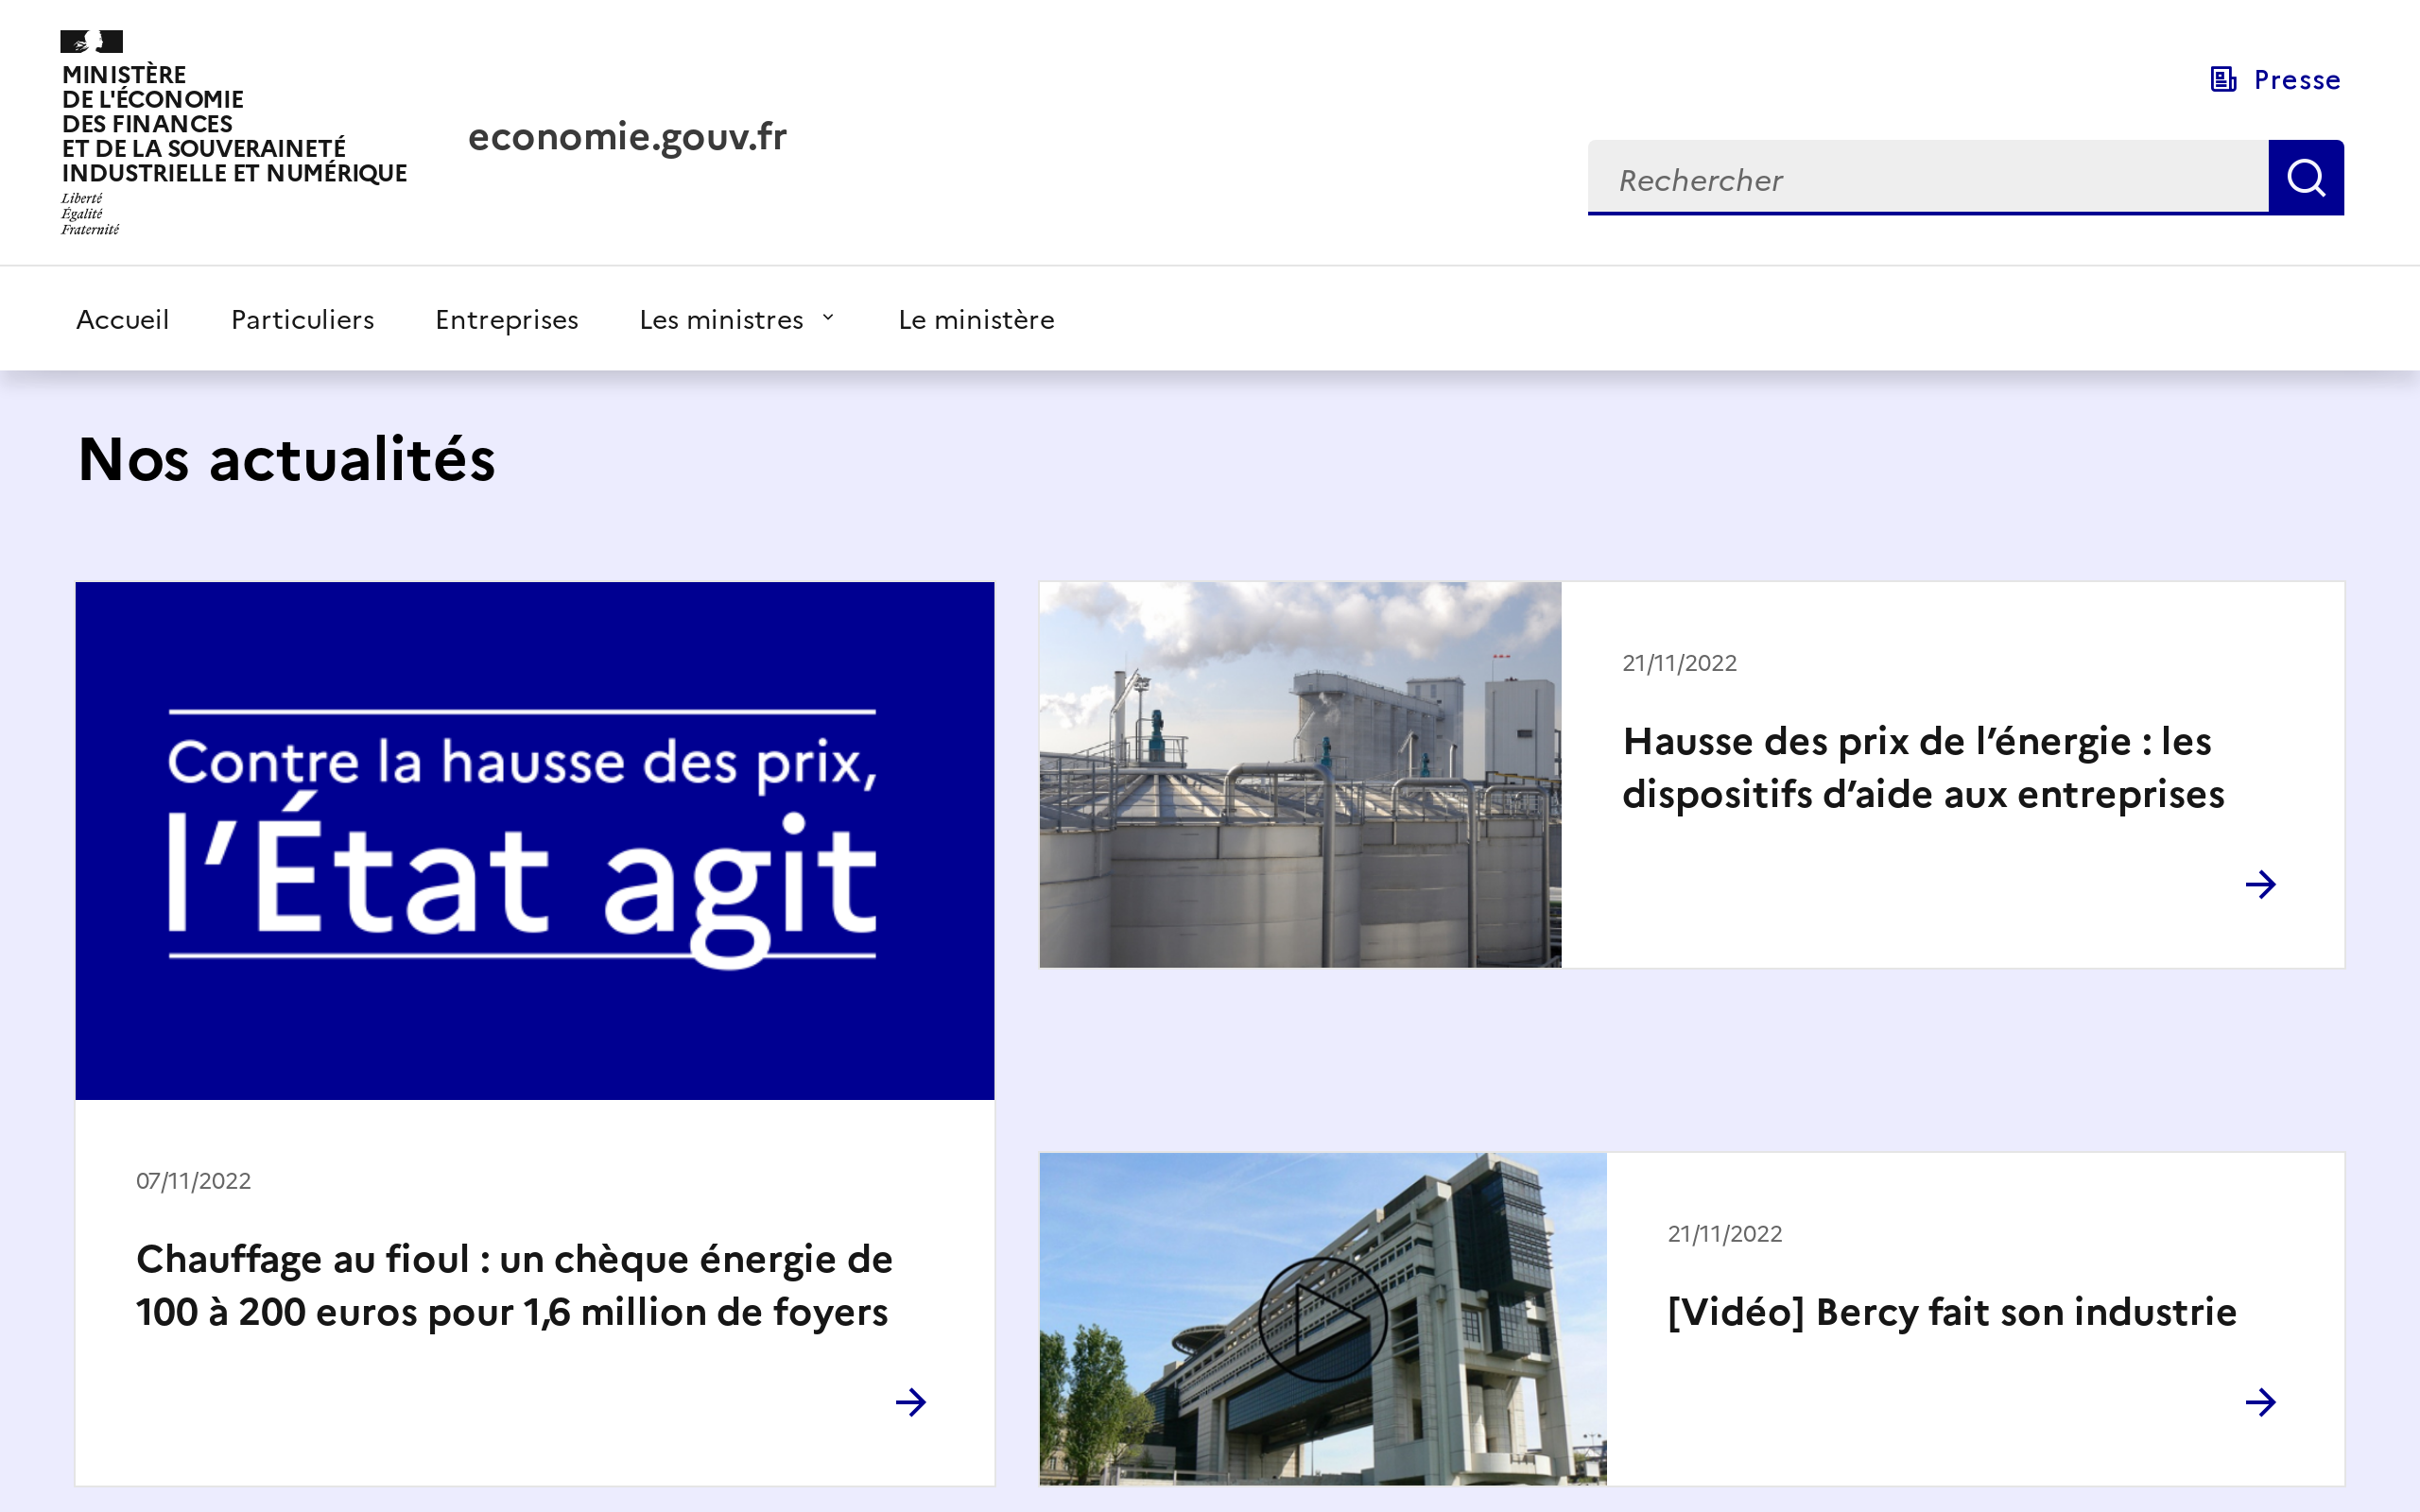 MINISTÈRE
DE L'ÉCONOMIE
DES FINANCES
ET DE LA SOUVERAINETÉ
INDUSTRIELLE ET NUMÉRIQUE
Liberté
Égalité
Fraternité
economie.gouv.fr
Presse
Rechercher
Accueil
Particuliers
Entreprises
Les ministres
Le ministère
Nos actualités
Contre la hausse des prix,
l’État agit
07/11/2022
Chauffage au fioul : un chèque énergie de
100 à 200 euros pour 1,6 million de foyers
21/11/2022
Hausse des prix de l’énergie : les
dispositifs d’aide aux entreprises
21/11/2022
[Vidéo] Bercy fait son industrie